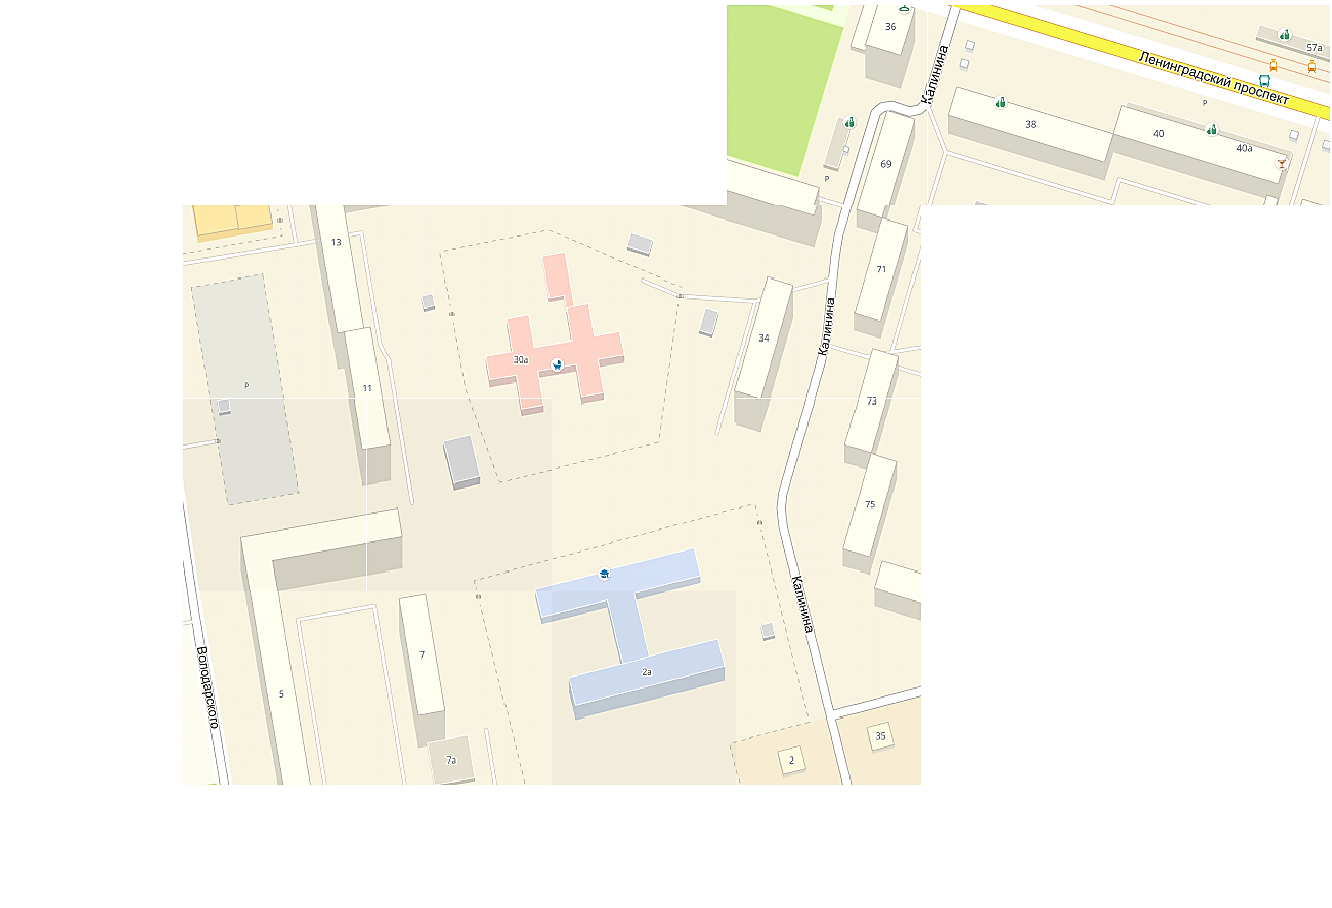 36
Калинина
57а
Ленинградский проспект
P
38
40
40а
69
P
13
71
Калинина
34
30а
P
11
73
75
Калинина
Володарского
7
2а
5
35
7а
2